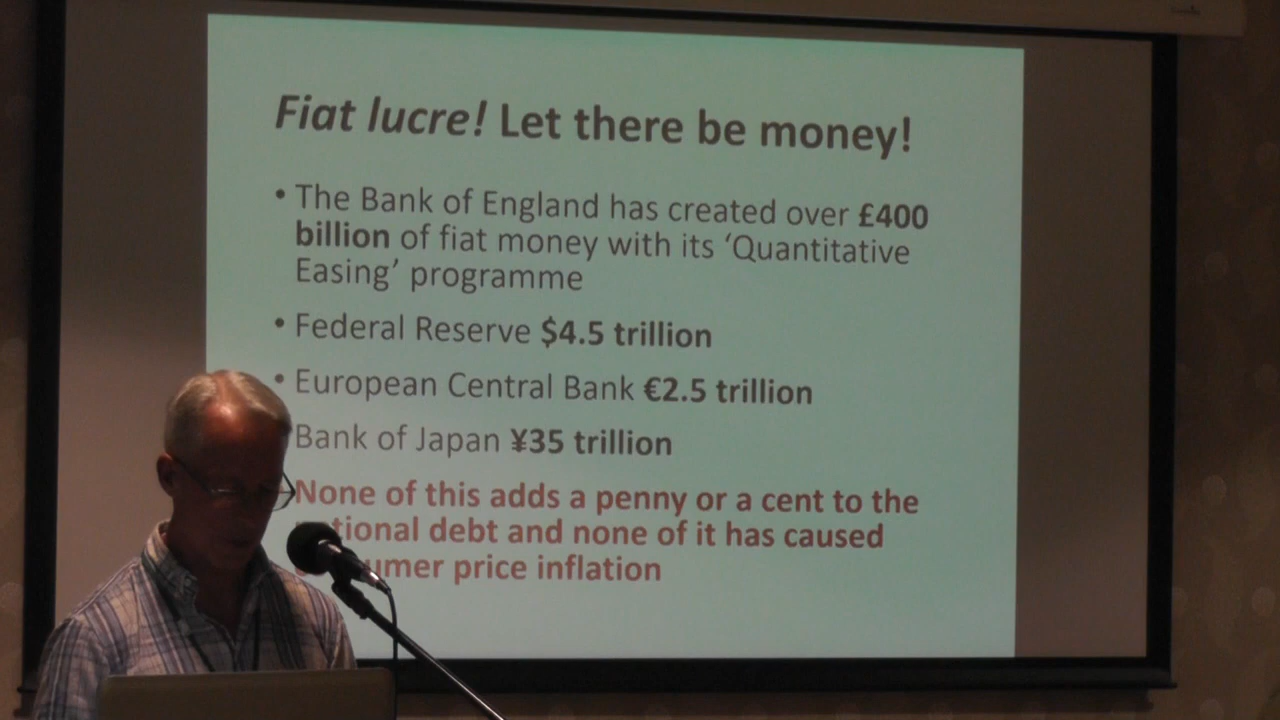 Fiat lucre! Let there be money!
• The Bank of England has created over £400
billion of fiat money with its ‘Quantitative
Easing’ programme
• Federal Reserve $4.5 trillion
• European Central Bank €2.5 trillion
Bank of Japan ¥35 trillion
None of this adds a penny or a cent to the
tional debt and none of it has caused
umer price inflation